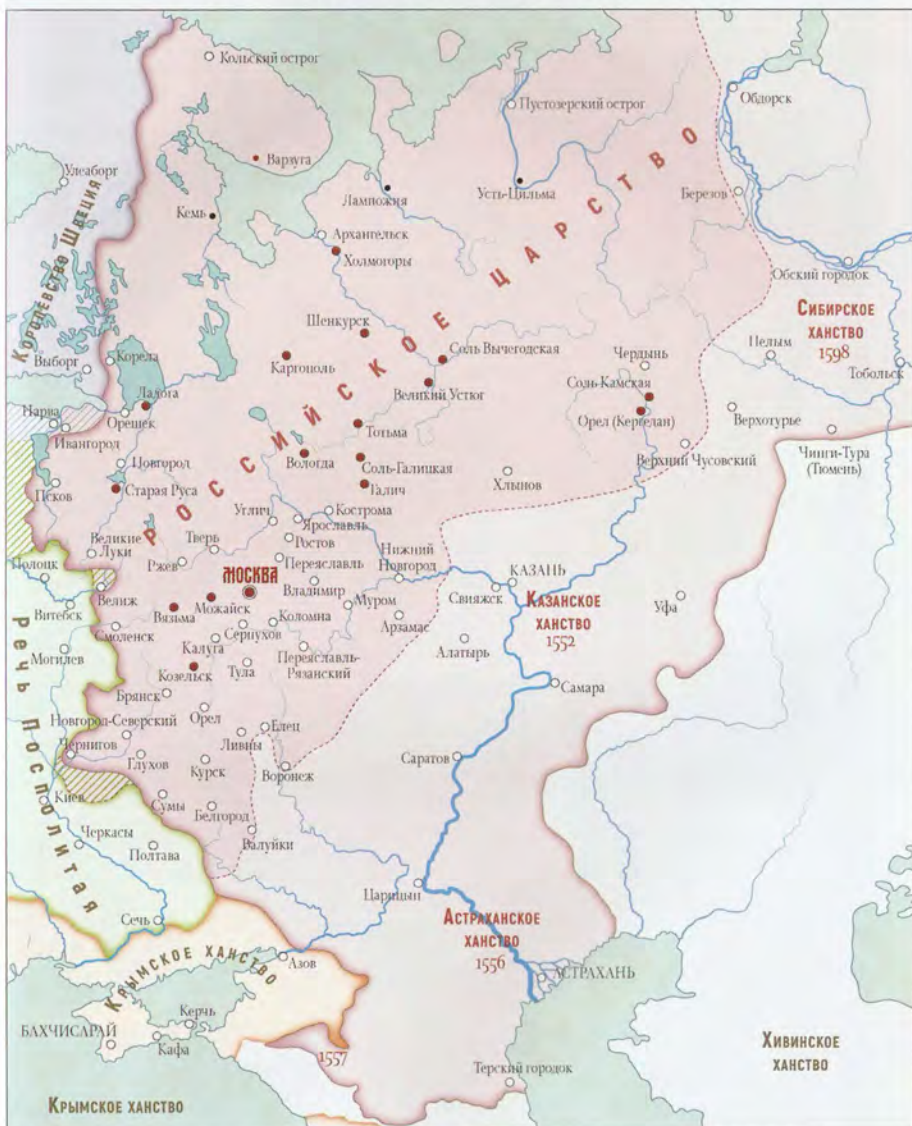 Кольский острог
Обдорск
Пустозерский острог
Улеаборг
Варзуга
Усть-Цильма
Лампожня
Березов
Кемь
Архангельск
Холмогоры
Королевство Швеция
Российское царство
Обский городок
Сибирское
ханство
1598
Шенкурск
Соль Вычегодская
Пелым
Чердынь
Выборг
Корела
Каргополь
Тобольск
Соль-Камская
Великий Устюг
Ладога
Орел (Кергедан)
Верхотурье
Нарва
Орешек
Тотьма
Ивангород
Чинги-Тура
(Тюмень)
Верхний Чусовский
Новгород
Вологда
Соль-Галицкая
Хлынов
Псков
Старая Руса
Галич
Углич
Кострома
Ярославль
Великие
Луки
Тверь
Ростов
Нижний
Новгород
Ржев
Переяславль
Полоцк
МОСКВА
КАЗАНЬ
Владимир
Велиж
Свияжск
Можайск
Муром
Казанское
ханство
1552
Уфа
Витебск
Вязьма
Коломна
Смоленск
Серпухов
Арзамас
Калуга
Алатырь
Могилев
Переяславль-
Рязанский
Козельск
Тула
Речь Посполитая
Брянск
Самара
Новгород-Северский
Орел
Елец
Ливны
Чернигов
Саратов
Глухов
Курск
Воронеж
Киев
Сумы
Белгород
Валуйки
Черкасы
Полтава
Царицын
Сечь
Астраханское
ханство
1556
Азов
АСТРАХАНЬ
Крымское ханство
Керчь
БАХЧИСАРАЙ
Кафа
1557
Хивинское
ханство
Терский городок
Крымское ханство